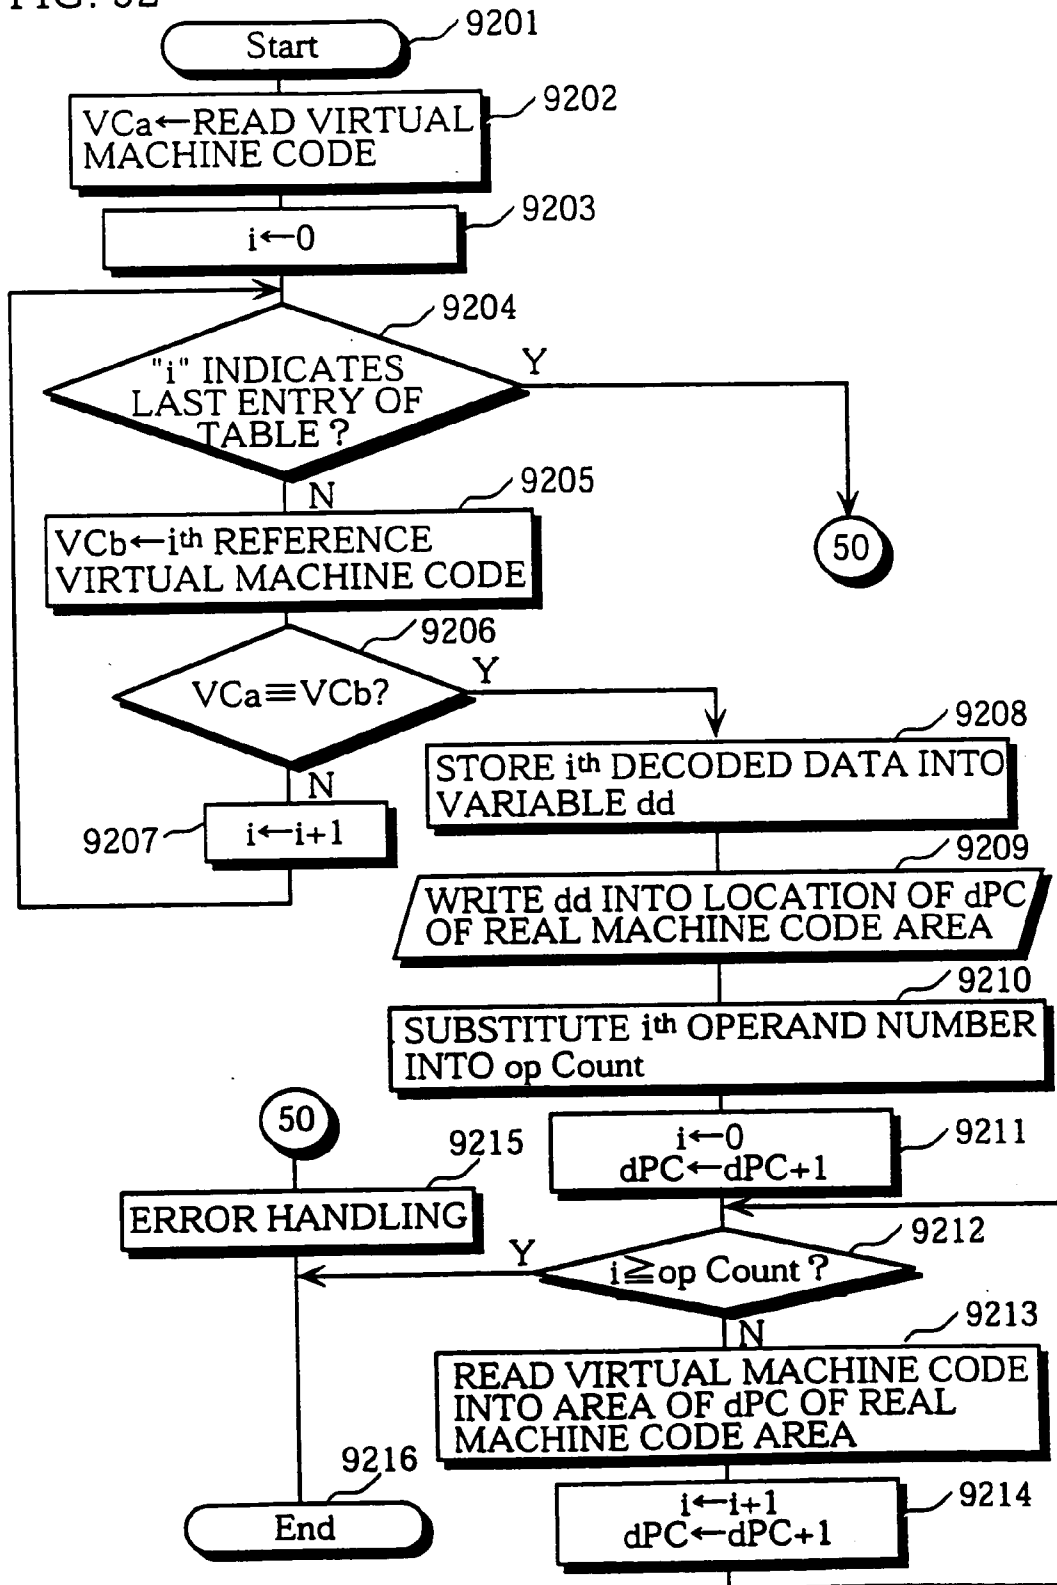 FIG. 52
Start
9201
VCa←READ VIRTUAL
MACHINE CODE
9202
i←0
9203
"i" INDICATES
LAST ENTRY OF
TABLE ?
9204
Y
N
50
VCb←ith REFERENCE
VIRTUAL MACHINE CODE
9205
VCa≡VCb?
9206
Y
N
i←i+1
9207
STORE ith DECODED DATA INTO
VARIABLE dd
9208
WRITE dd INTO LOCATION OF dPC
OF REAL MACHINE CODE AREA
9209
SUBSTITUTE ith OPERAND NUMBER
INTO op Count
9210
i←0
dPC←dPC+1
9211
50
ERROR HANDLING
9215
i≧op Count ?
9212
Y
N
READ VIRTUAL MACHINE CODE
INTO AREA OF dPC OF REAL
MACHINE CODE AREA
9213
i←i+1
dPC←dPC+1
9214
End
9216